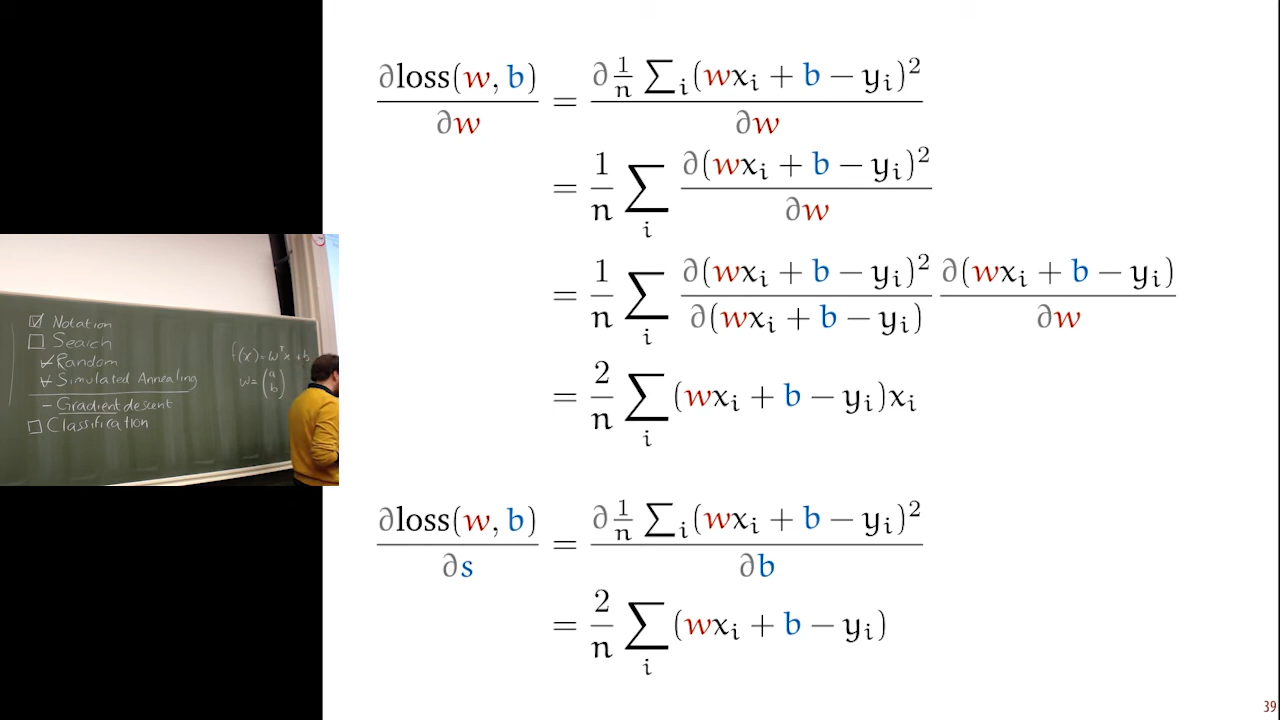 ∂loss(w, b) / ∂w = ∂ 1/n ∑ᵢ(wxᵢ + b − yᵢ)² / ∂w
= 1/n ∑ᵢ ∂(wxᵢ + b − yᵢ)² / ∂w
= 1/n ∑ᵢ ∂(wxᵢ + b − yᵢ)² / ∂(wxᵢ + b − yᵢ) ∂(wxᵢ + b − yᵢ) / ∂w
= 2/n ∑ᵢ (wxᵢ + b − yᵢ)xᵢ
∂loss(w, b) / ∂s = ∂ 1/n ∑ᵢ(wxᵢ + b − yᵢ)² / ∂b
= 2/n ∑ᵢ (wxᵢ + b − yᵢ)
39
☑ Notation
☐ Search
✓ Random
✓ Simulated Annealing
– Gradient descent
☐ Classification
f(x) = wᵀx + b
w = (a b)